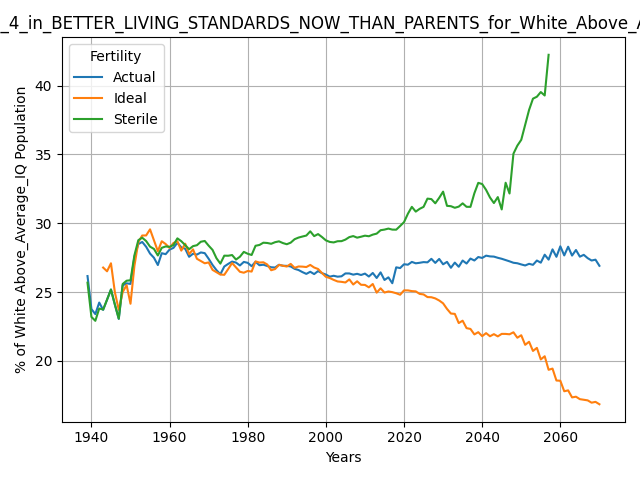 _4_in_BETTER_LIVING_STANDARDS_NOW_THAN_PARENTS_for_White_Above_A
Fertility
Actual
Ideal
Sterile
% of White Above_Average_IQ Population
40
35
30
25
20
1940 1960 1980 2000 2020 2040 2060
Years